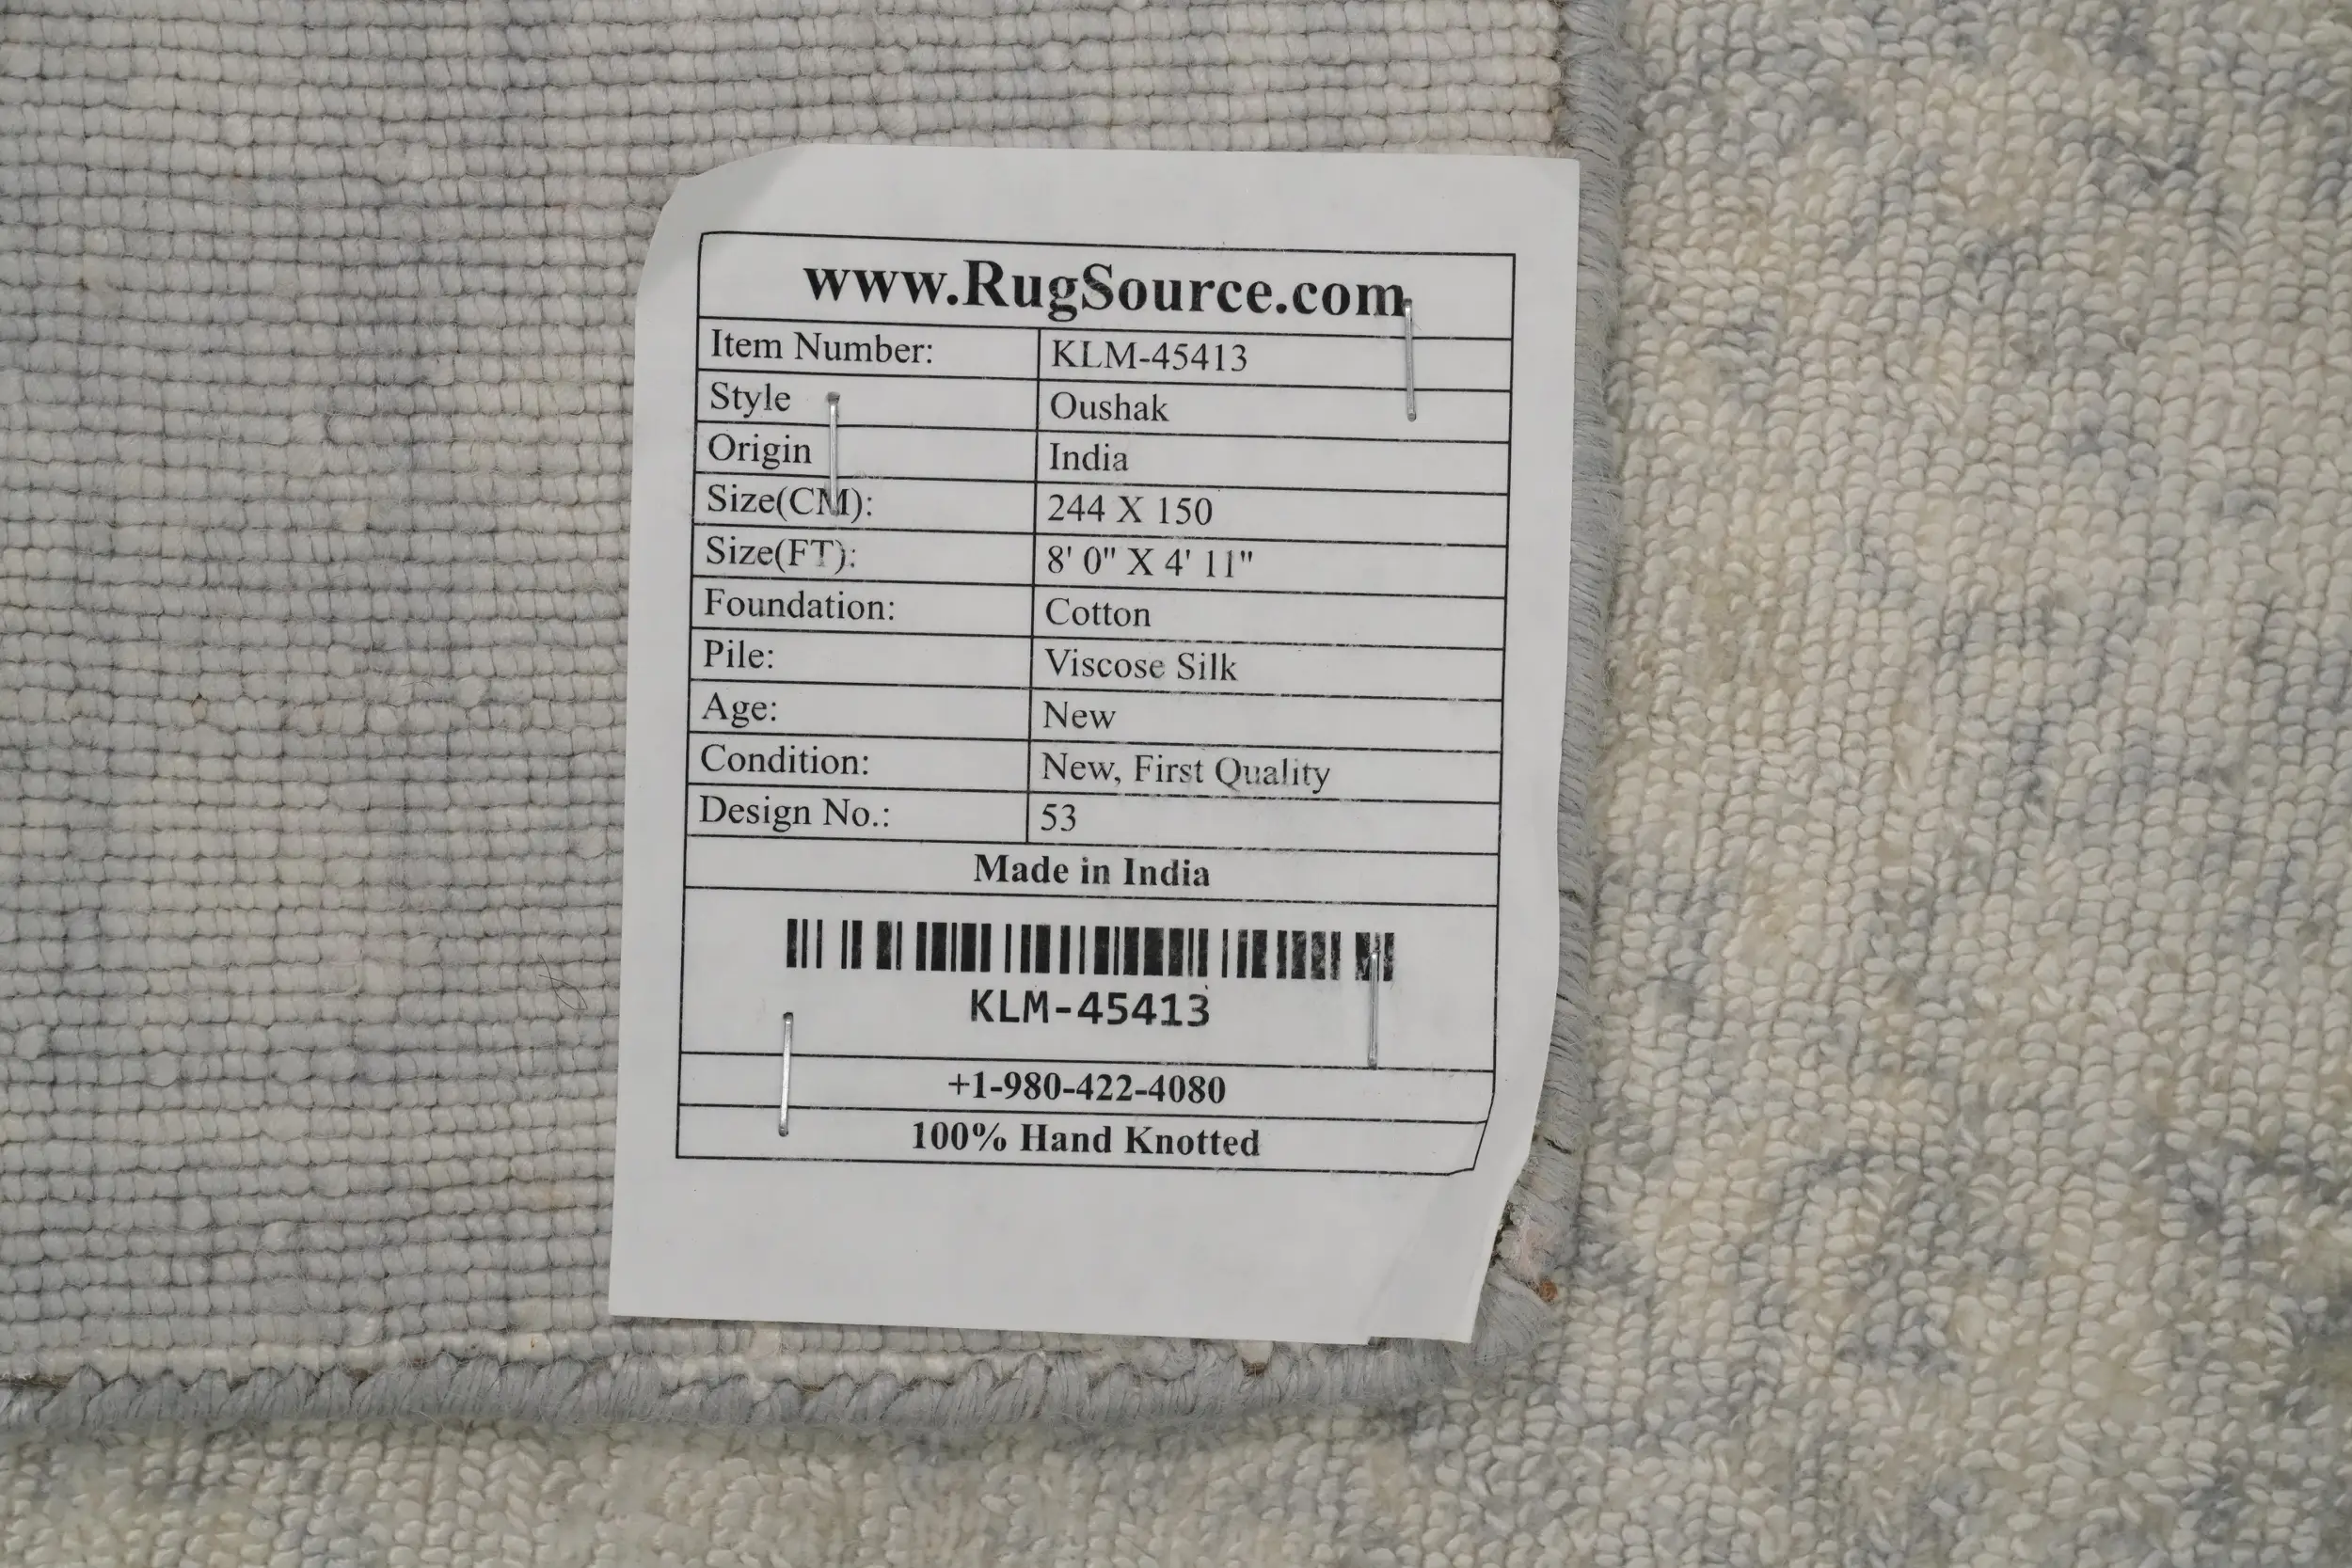 www.RugSource.com
Item Number: KLM-45413
Style Oushak
Origin India
Size(CM): 244 X 150
Size(FT): 8' 0" X 4' 11"
Foundation: Cotton
Pile: Viscose Silk
Age: New
Condition: New, First Quality
Design No.: 53
Made in India
KLM-45413
+1-980-422-4080
100% Hand Knotted